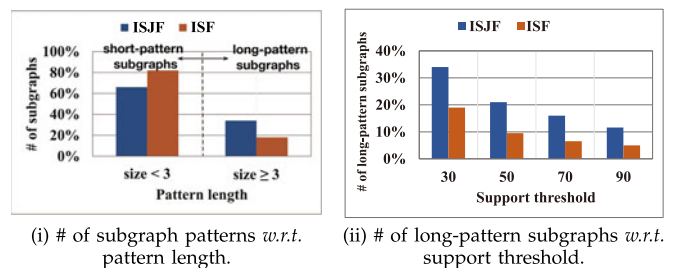 ISJF ISF
100%
80%
60%
40%
20%
0%
# of subgraphs
short-pattern subgraphs
long-pattern subgraphs
size < 3
size ≥ 3
Pattern length
(i) # of subgraph patterns w.r.t.
pattern length.
ISJF ISF
40%
30%
20%
10%
0%
# of long-pattern subgraphs
30 50 70 90
Support threshold
(ii) # of long-pattern subgraphs w.r.t.
support threshold.